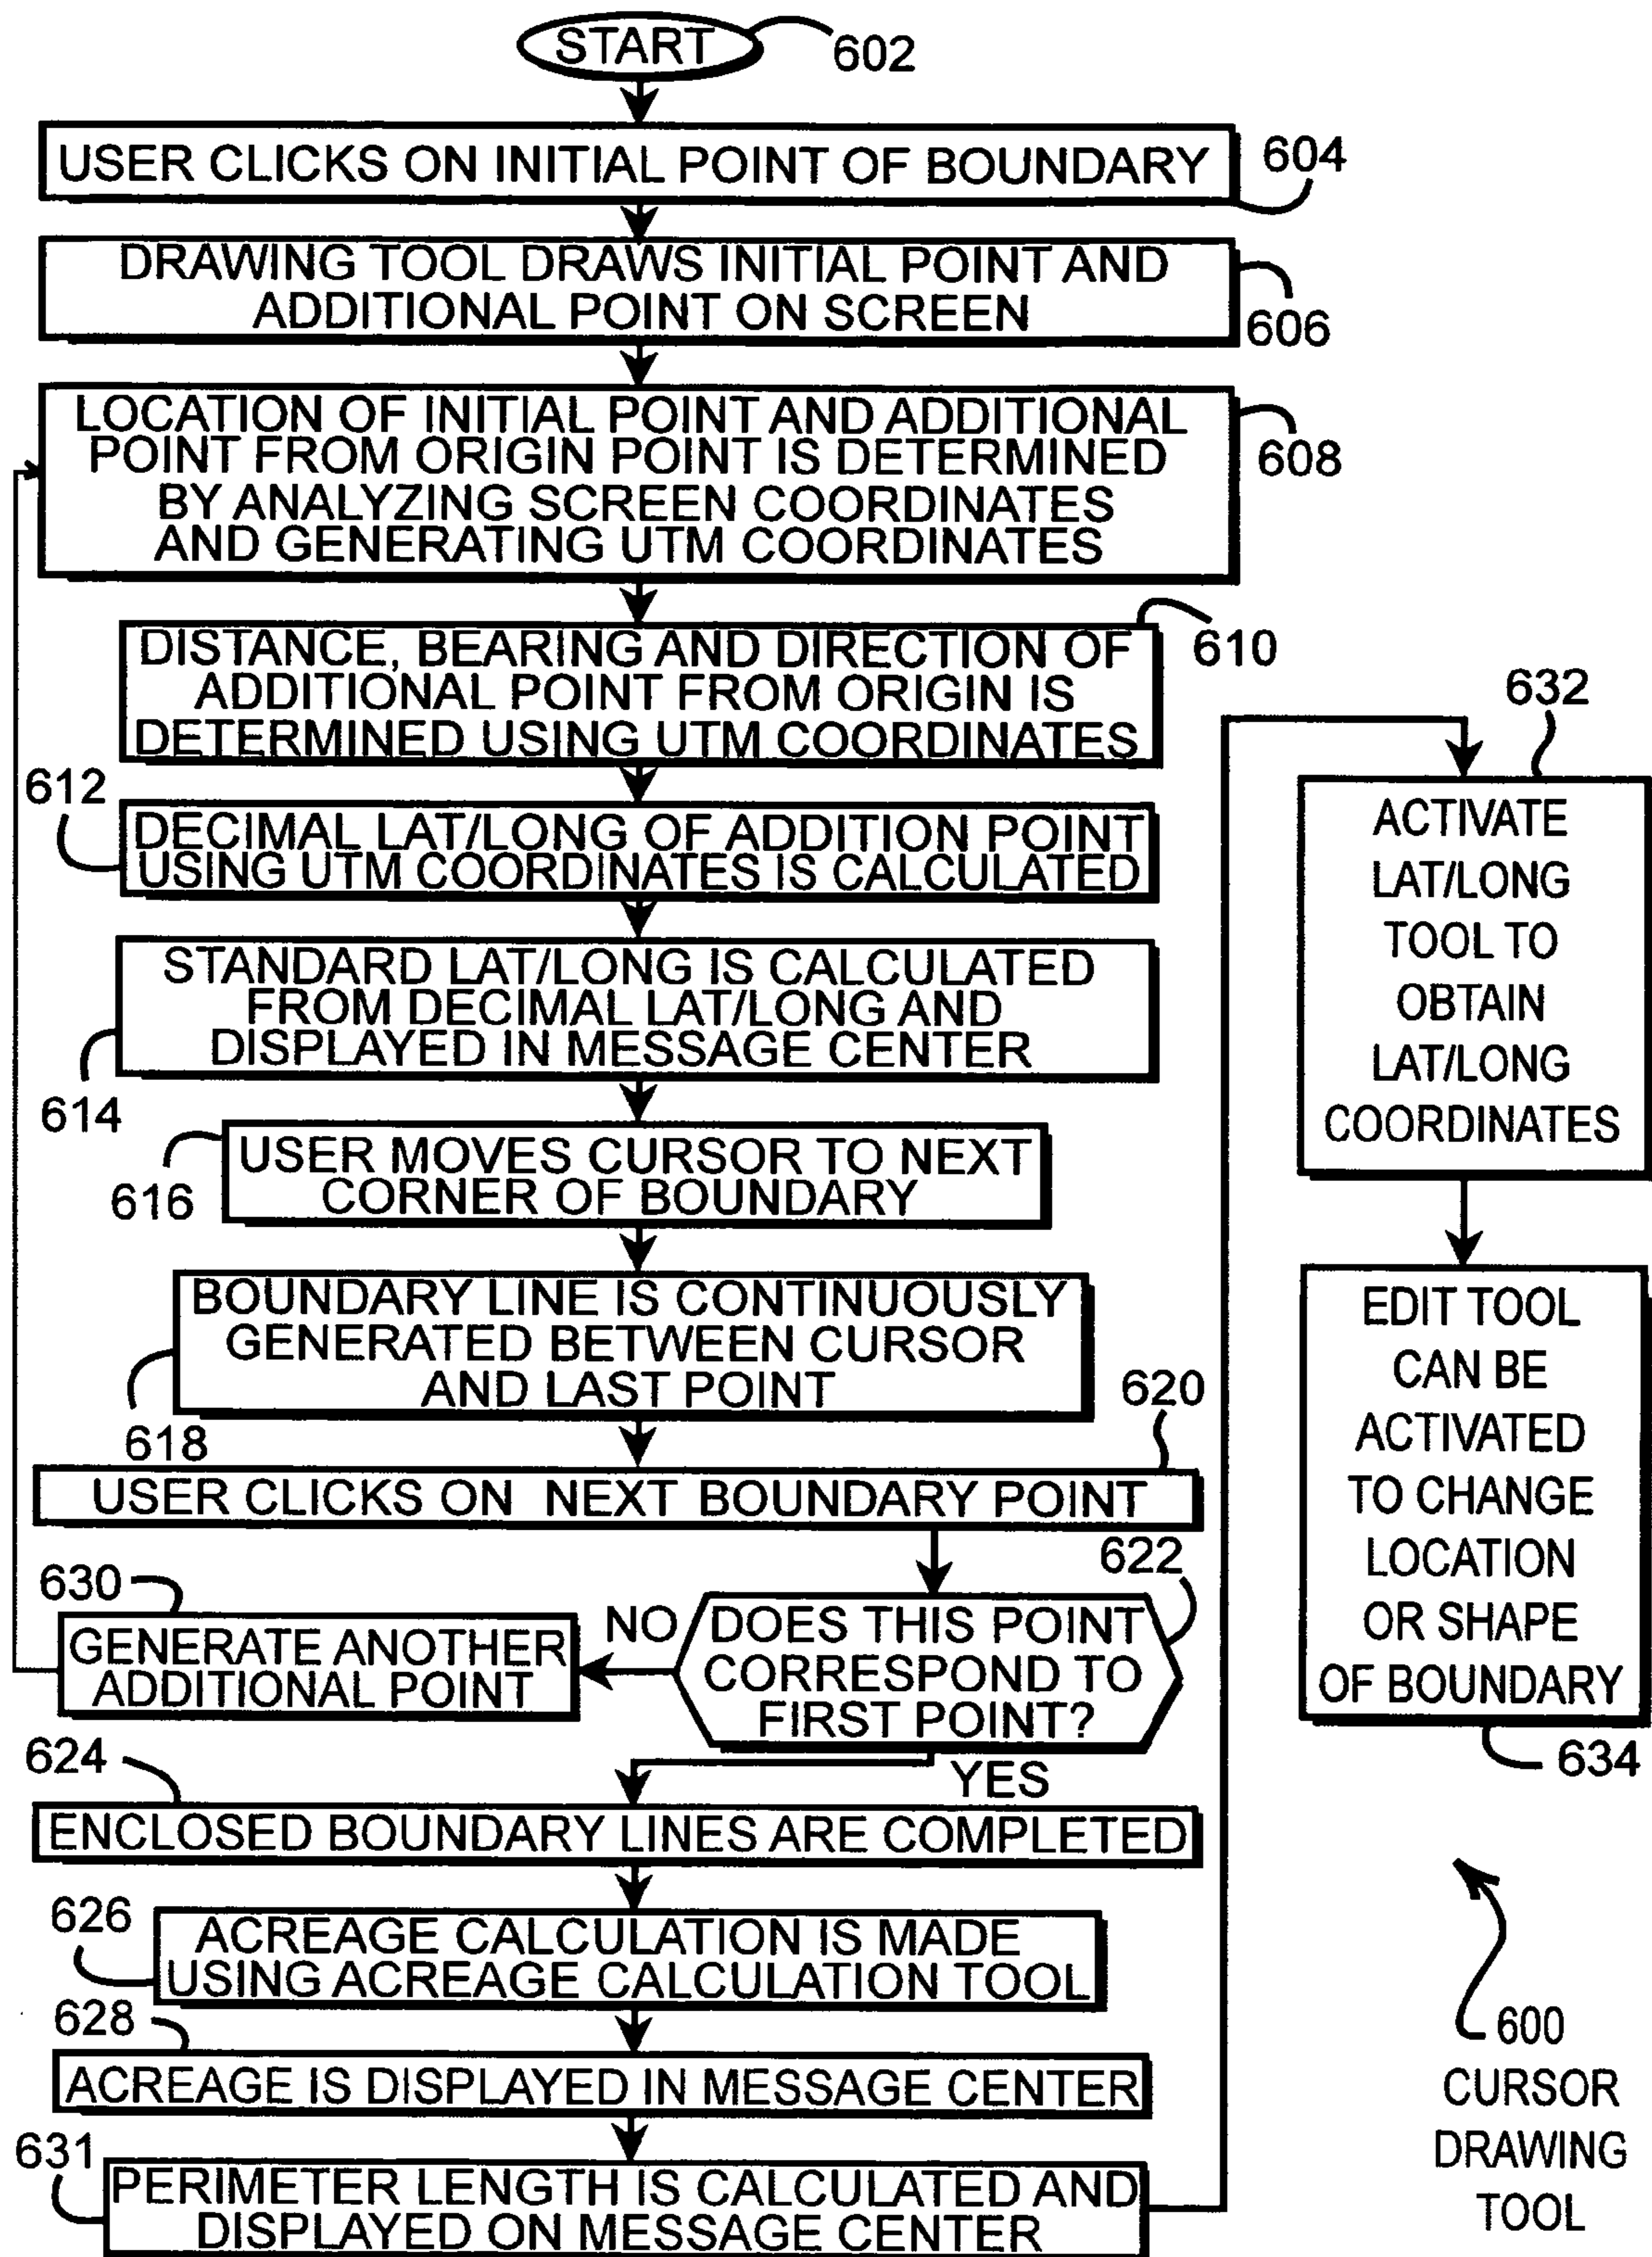 START
602
USER CLICKS ON INITIAL POINT OF BOUNDARY
604
DRAWING TOOL DRAWS INITIAL POINT AND
ADDITIONAL POINT ON SCREEN
606
LOCATION OF INITIAL POINT AND ADDITIONAL
POINT FROM ORIGIN POINT IS DETERMINED
BY ANALYZING SCREEN COORDINATES
AND GENERATING UTM COORDINATES
608
DISTANCE, BEARING AND DIRECTION OF
ADDITIONAL POINT FROM ORIGIN IS
DETERMINED USING UTM COORDINATES
610
612
DECIMAL LAT/LONG OF ADDITION POINT
USING UTM COORDINATES IS CALCULATED
STANDARD LAT/LONG IS CALCULATED
FROM DECIMAL LAT/LONG AND
DISPLAYED IN MESSAGE CENTER
614
USER MOVES CURSOR TO NEXT
CORNER OF BOUNDARY
616
BOUNDARY LINE IS CONTINUOUSLY
GENERATED BETWEEN CURSOR
AND LAST POINT
618
620
USER CLICKS ON NEXT BOUNDARY POINT
622
DOES THIS POINT
CORRESPOND TO
FIRST POINT?
NO
630
GENERATE ANOTHER
ADDITIONAL POINT
YES
624
ENCLOSED BOUNDARY LINES ARE COMPLETED
626
ACREAGE CALCULATION IS MADE
USING ACREAGE CALCULATION TOOL
628
ACREAGE IS DISPLAYED IN MESSAGE CENTER
631
PERIMETER LENGTH IS CALCULATED AND
DISPLAYED ON MESSAGE CENTER
632
ACTIVATE
LAT/LONG
TOOL TO
OBTAIN
LAT/LONG
COORDINATES
EDIT TOOL
CAN BE
ACTIVATED
TO CHANGE
LOCATION
OR SHAPE
OF BOUNDARY
634
600
CURSOR
DRAWING
TOOL